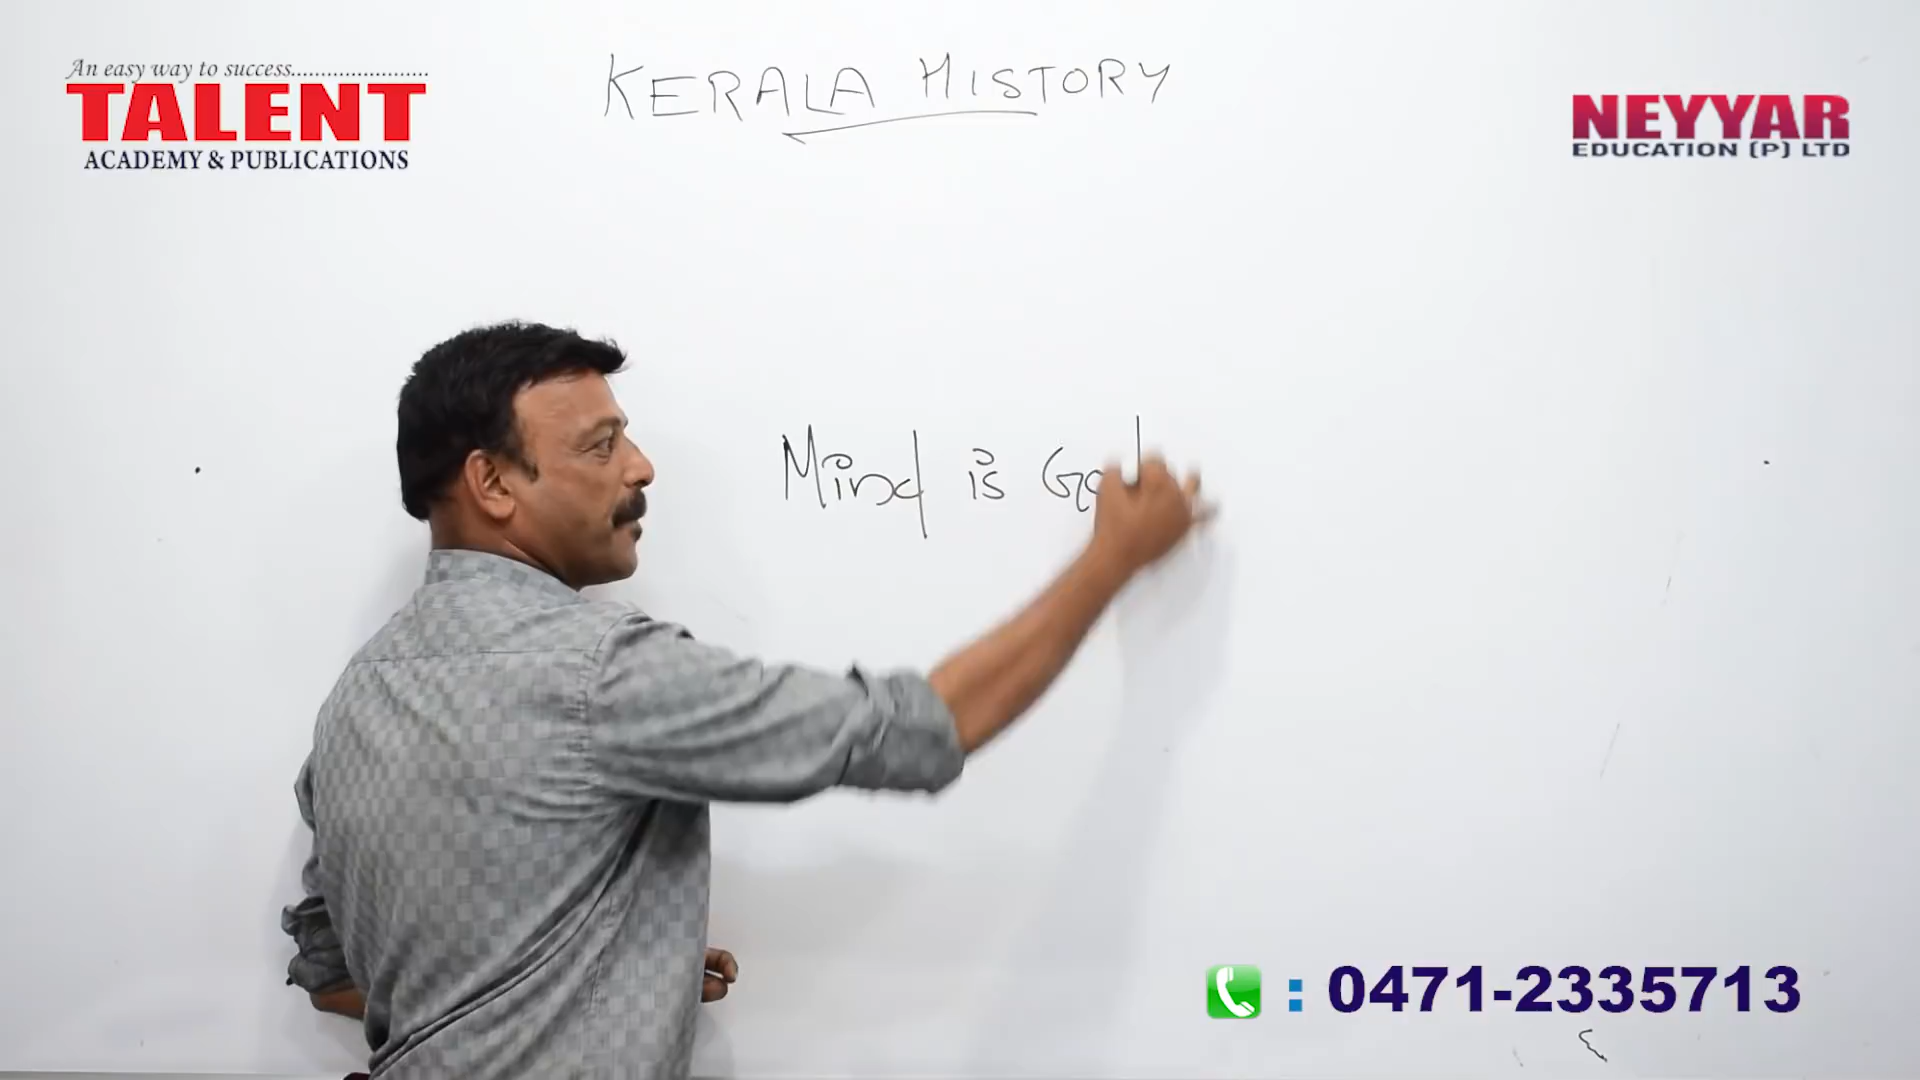 An easy way to success.......................
TALENT
ACADEMY & PUBLICATIONS
KERALA HISTORY
NEYYAR
EDUCATION (P) LTD
Mind is
: 0471-2335713